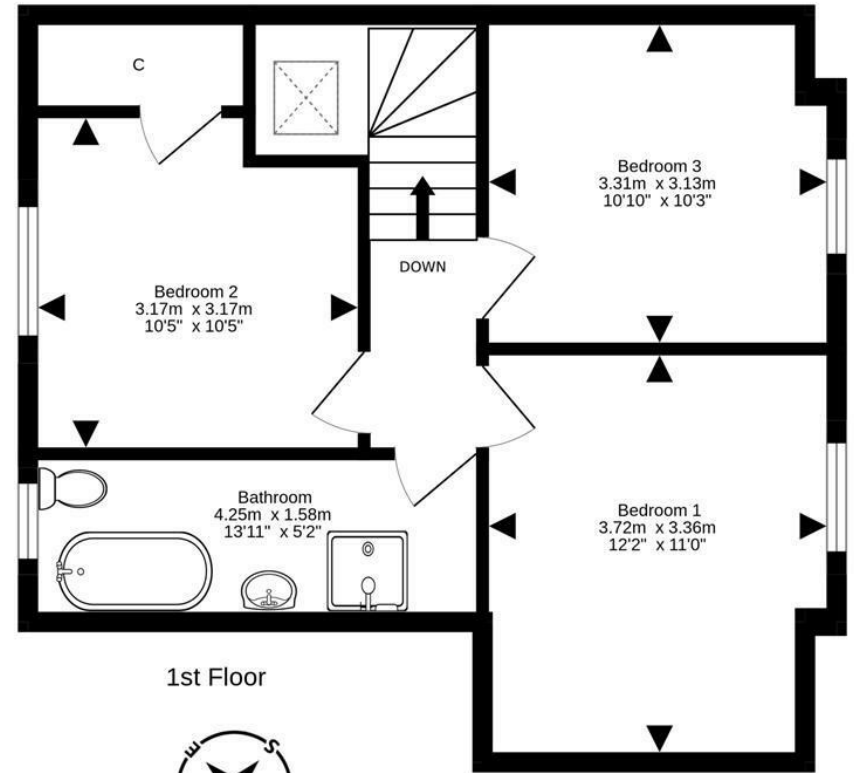 C
Bedroom 3
3.31m x 3.13m
10'10" x 10'3"
DOWN
Bedroom 2
3.17m x 3.17m
10'5" x 10'5"
Bathroom
4.25m x 1.58m
13'11" x 5'2"
Bedroom 1
3.72m x 3.36m
12'2" x 11'0"
1st Floor
E S